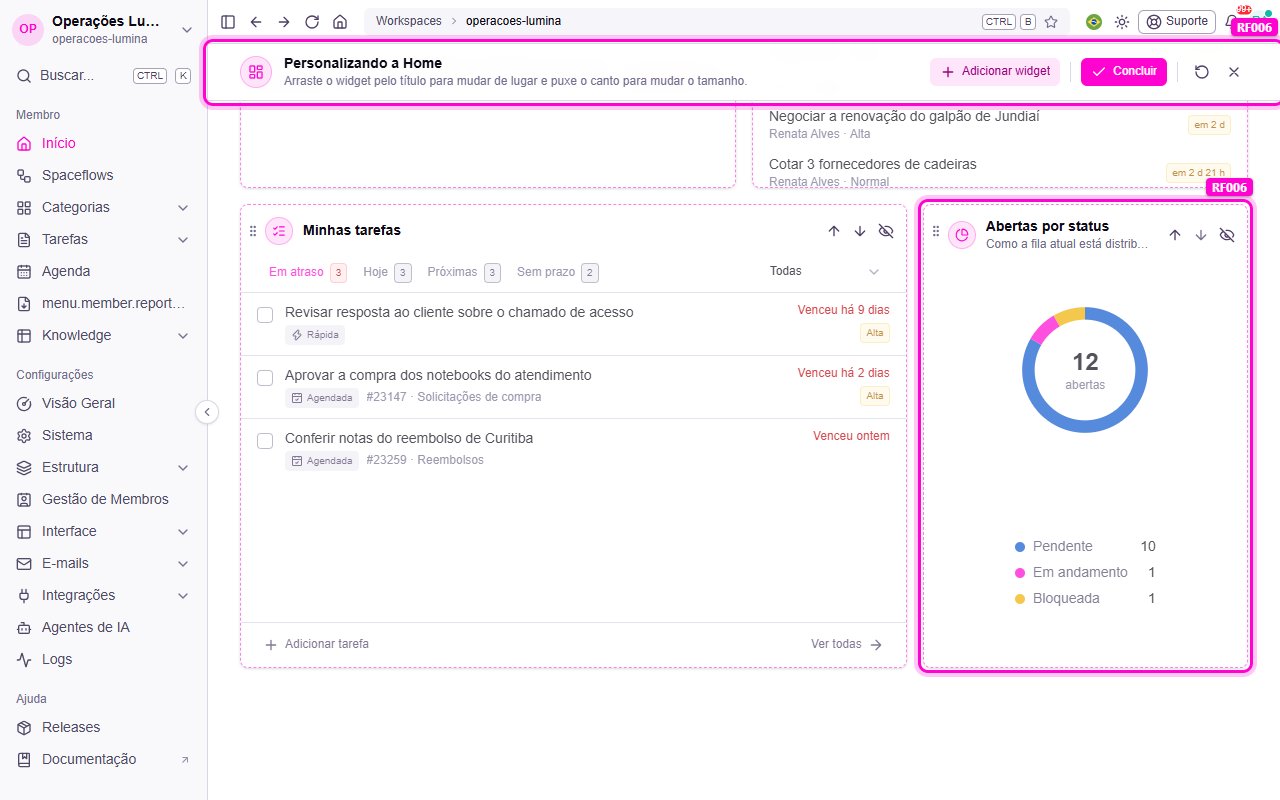 OP
Operações Lu...
operacoes-lumina
Buscar...
CTRL
K
Membro
Início
Spaceflows
Categorias
Tarefas
Agenda
menu.member.report...
Knowledge
Configurações
Visão Geral
Sistema
Estrutura
Gestão de Membros
Interface
E-mails
Integrações
Agentes de IA
Logs
Ajuda
Releases
Documentação
Workspaces
operacoes-lumina
CTRL
B
Suporte
99+
RF006
Personalizando a Home
Arraste o widget pelo título para mudar de lugar e puxe o canto para mudar o tamanho.
Adicionar widget
Concluir
Negociar a renovação do galpão de Jundiaí
Renata Alves · Alta
em 2 d
Cotar 3 fornecedores de cadeiras
Renata Alves · Normal
em 2 d 21 h
RF006
Minhas tarefas
Em atraso 3
Hoje 3
Próximas 3
Sem prazo 2
Todas
Revisar resposta ao cliente sobre o chamado de acesso
Venceu há 9 dias
Rápida
Alta
Aprovar a compra dos notebooks do atendimento
Venceu há 2 dias
Agendada
#23147 · Solicitações de compra
Alta
Conferir notas do reembolso de Curitiba
Venceu ontem
Agendada
#23259 · Reembolsos
Adicionar tarefa
Ver todas
Abertas por status
Como a fila atual está distrib...
12
abertas
Pendente 10
Em andamento 1
Bloqueada 1